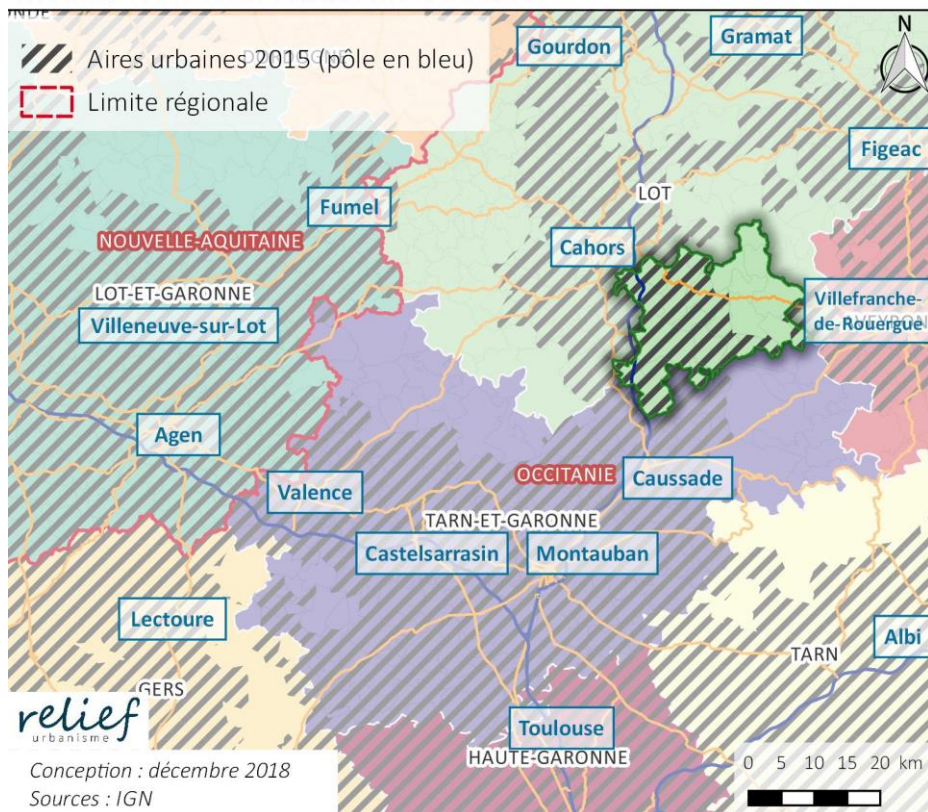 ONDE
Aires urbaines 2015 (pôle en bleu)
Limite régionale
Gourdon
Gramat
N
Figeac
LOT
Fumel
Cahors
NOUVELLE-AQUITAINE
LOT-ET-GARONNE
Villeneuve-sur-Lot
Villefranche-
de-Rouergue
AVEYRON
Agen
Valence
OCCITANIE
Caussade
TARN-ET-GARONNE
Castelsarrasin
Montauban
Lectoure
Albi
TARN
GERS
relief
urbanisme
Toulouse
HAUTE-GARONNE
0 5 10 15 20 km
Conception : décembre 2018
Sources : IGN